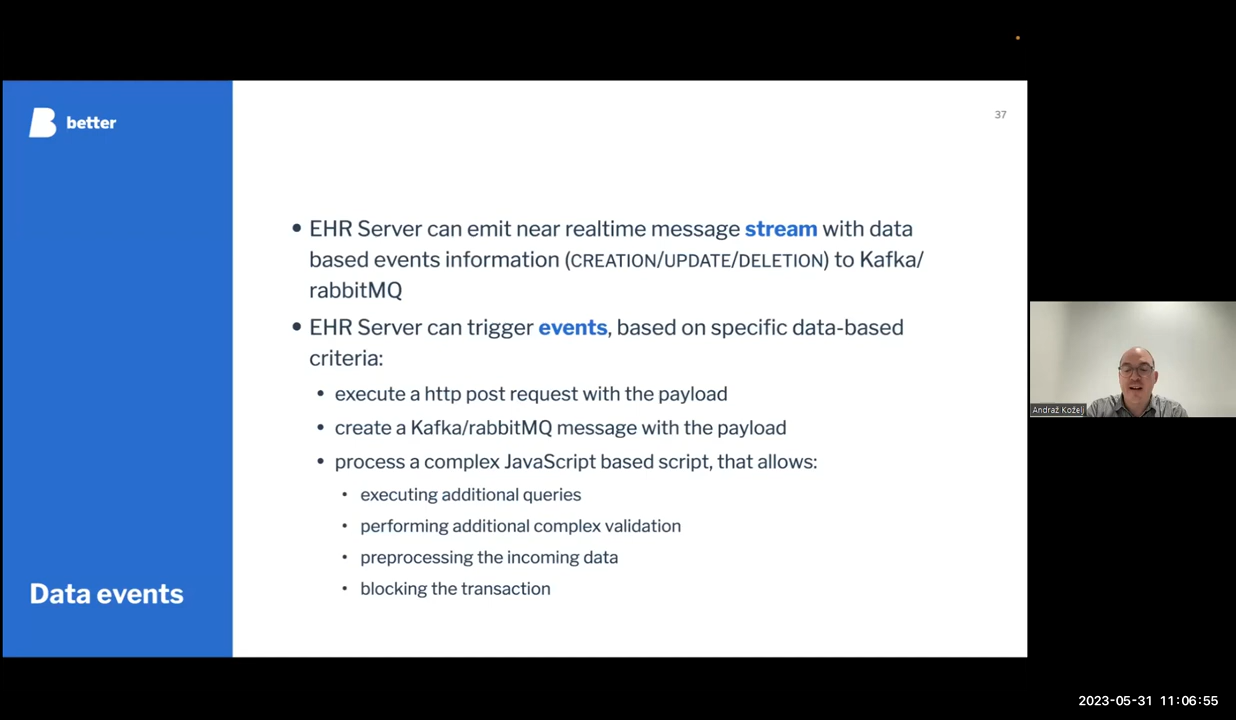 better
37
• EHR Server can emit near realtime message stream with data
based events information (CREATION/UPDATE/DELETION) to Kafka/
rabbitMQ
• EHR Server can trigger events, based on specific data-based
criteria:
• execute a http post request with the payload
• create a Kafka/rabbitMQ message with the payload
• process a complex JavaScript based script, that allows:
• executing additional queries
• performing additional complex validation
• preprocessing the incoming data
• blocking the transaction
Data events
Andraž Koželj
2023-05-31 11:06:55